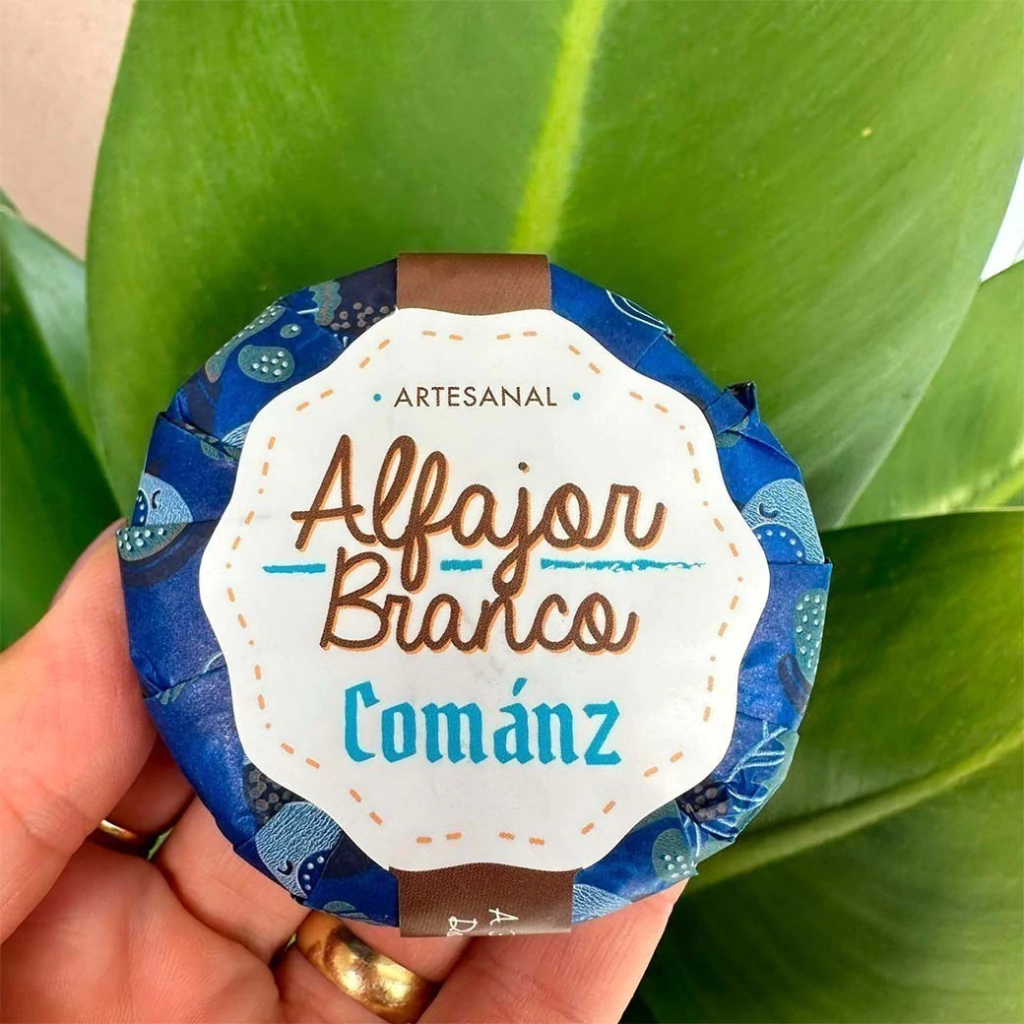 • ARTESANAL •
Alfajor
Branco
Cománz